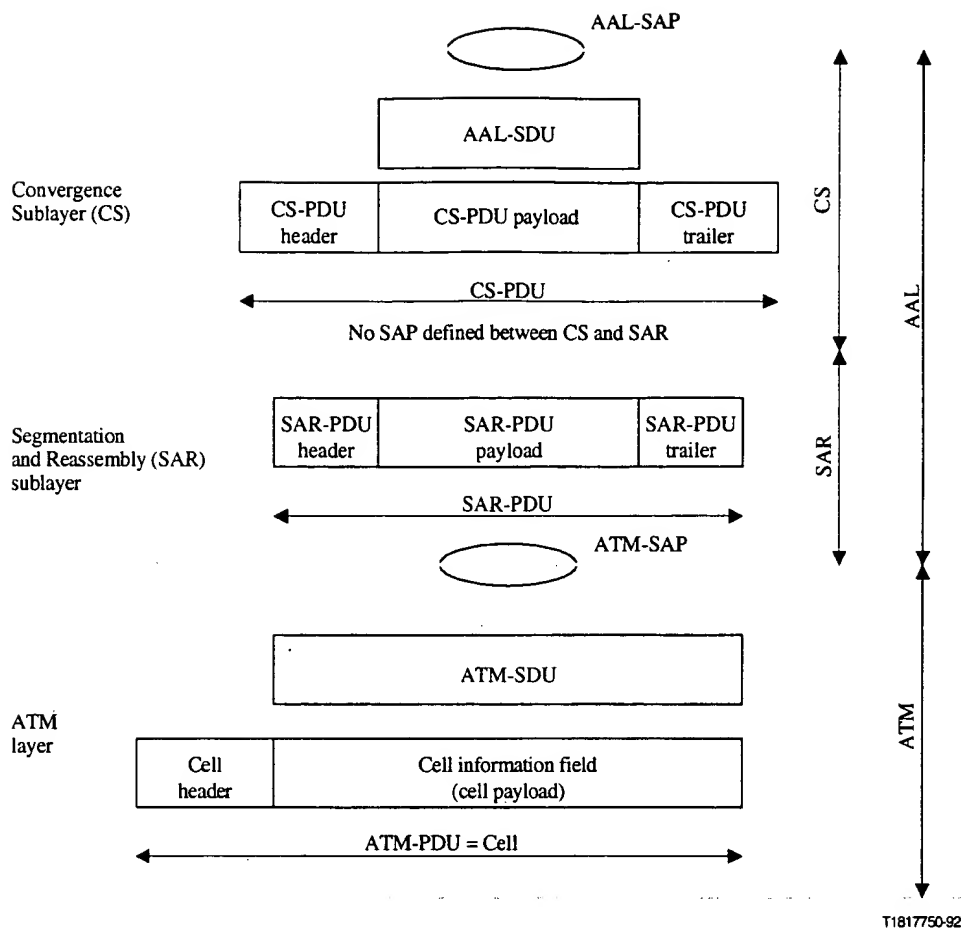 AAL-SAP
AAL-SDU
Convergence
Sublayer (CS)
CS-PDU
header
CS-PDU payload
CS-PDU
trailer
CS
CS-PDU
No SAP defined between CS and SAR
AAL
Segmentation
and Reassembly (SAR)
sublayer
SAR-PDU
header
SAR-PDU
payload
SAR-PDU
trailer
SAR
SAR-PDU
ATM-SAP
ATM-SDU
ATM
layer
Cell
header
Cell information field
(cell payload)
ATM
ATM-PDU = Cell
T1817750-92